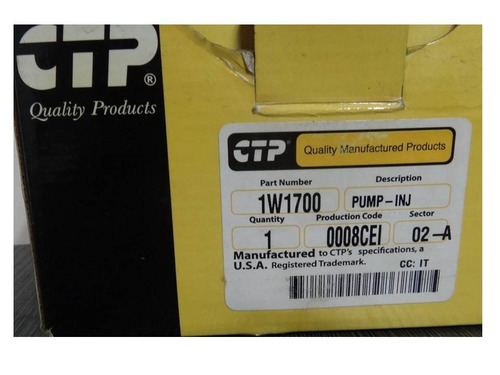 CTP®
Quality Products
CTP Quality Manufactured Products
Part Number Description
1W1700 PUMP-INJ
Quantity Production Code Sector
1 0008CEI 02-A
Manufactured to CTP's specifications, a
U.S.A. Registered Trademark. CC: IT